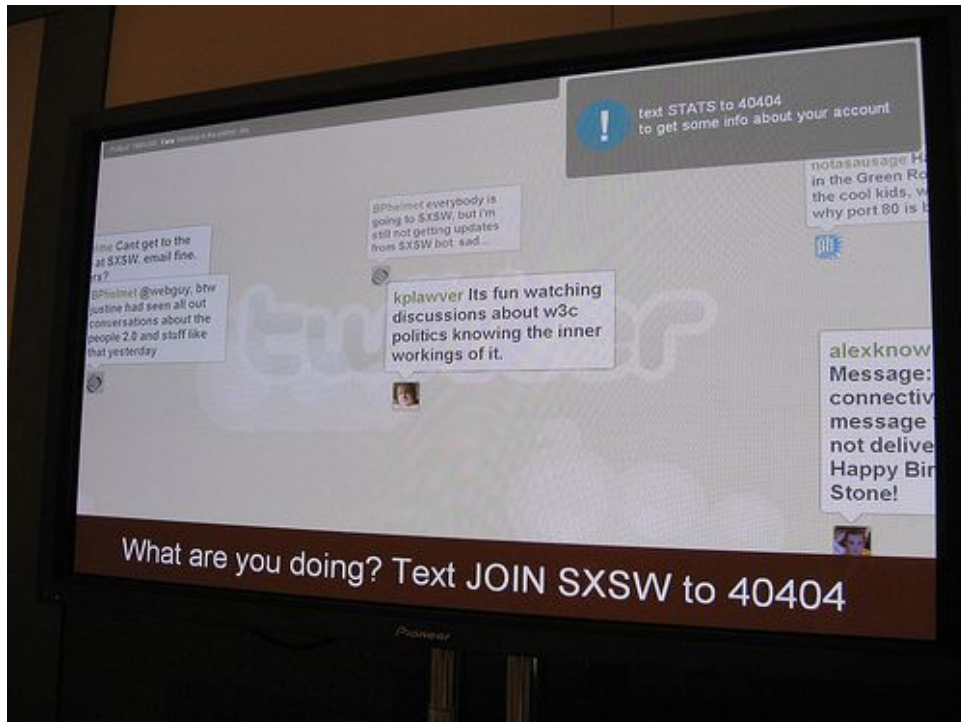 text STATS to 40404
to get some info about your account
notasausage
in the Green
the cool kids,
why port 80 is
BPhelmet everybody is
going to SXSW, but i'm
still not getting updates
from SXSW bot sad ..
Cant get to the
at SXSW. email fine.
BPhelmet @webguy, btw
justine had seen all out
conversations about the
people 2.0 and stuff like
that yesterday
kplawver Its fun watching
discussions about w3c
politics knowing the inner
workings of it.
twitter
alexknow
Message:
connectiv
message
not delive
Happy Bir
Stone!
What are you doing? Text JOIN SXSW to 40404
Pioneer